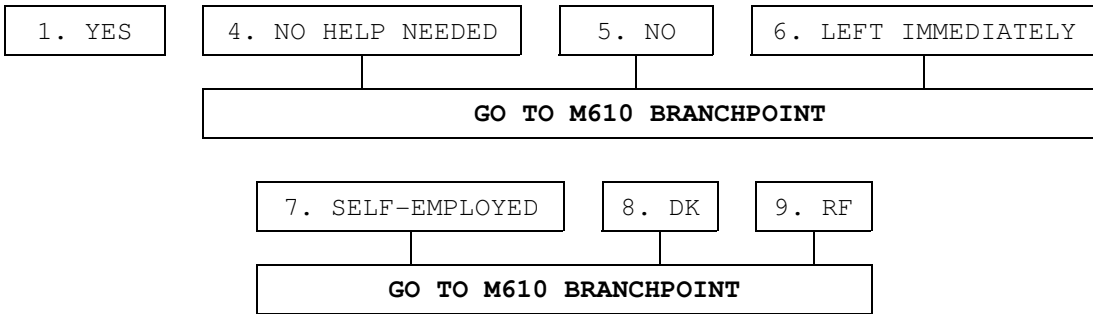 1. YES 4. NO HELP NEEDED 5. NO 6. LEFT IMMEDIATELY
GO TO M610 BRANCHPOINT
7. SELF-EMPLOYED 8. DK 9. RF
GO TO M610 BRANCHPOINT